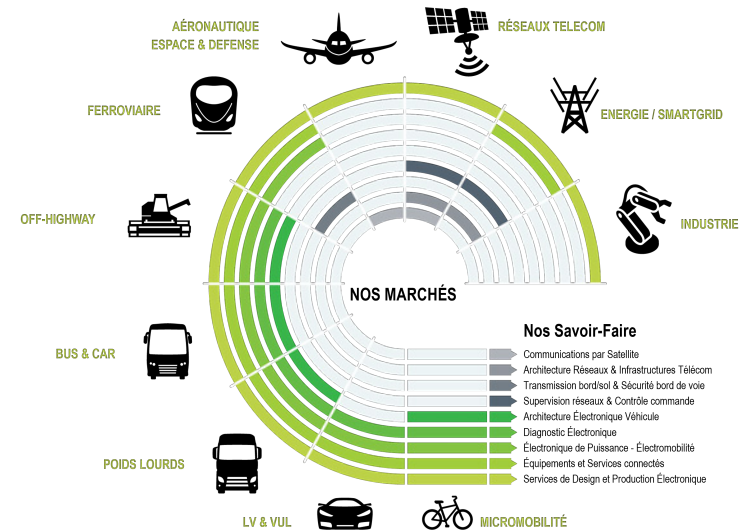 AÉRONAUTIQUE
ESPACE & DEFENSE
RÉSEAUX TELECOM
FERROVIAIRE
ENERGIE / SMARTGRID
OFF-HIGHWAY
INDUSTRIE
NOS MARCHÉS
BUS & CAR
POIDS LOURDS
LV & VUL
MICROMOBILITÉ
Nos Savoir-Faire
Communications par Satellite
Architecture Réseaux & Infrastructures Télécom
Transmission bord/sol & Sécurité bord de voie
Supervision réseaux & Contrôle commande
Architecture Électronique Véhicule
Diagnostic Électronique
Électronique de Puissance - Électromobilité
Équipements et Services connectés
Services de Design et Production Électronique